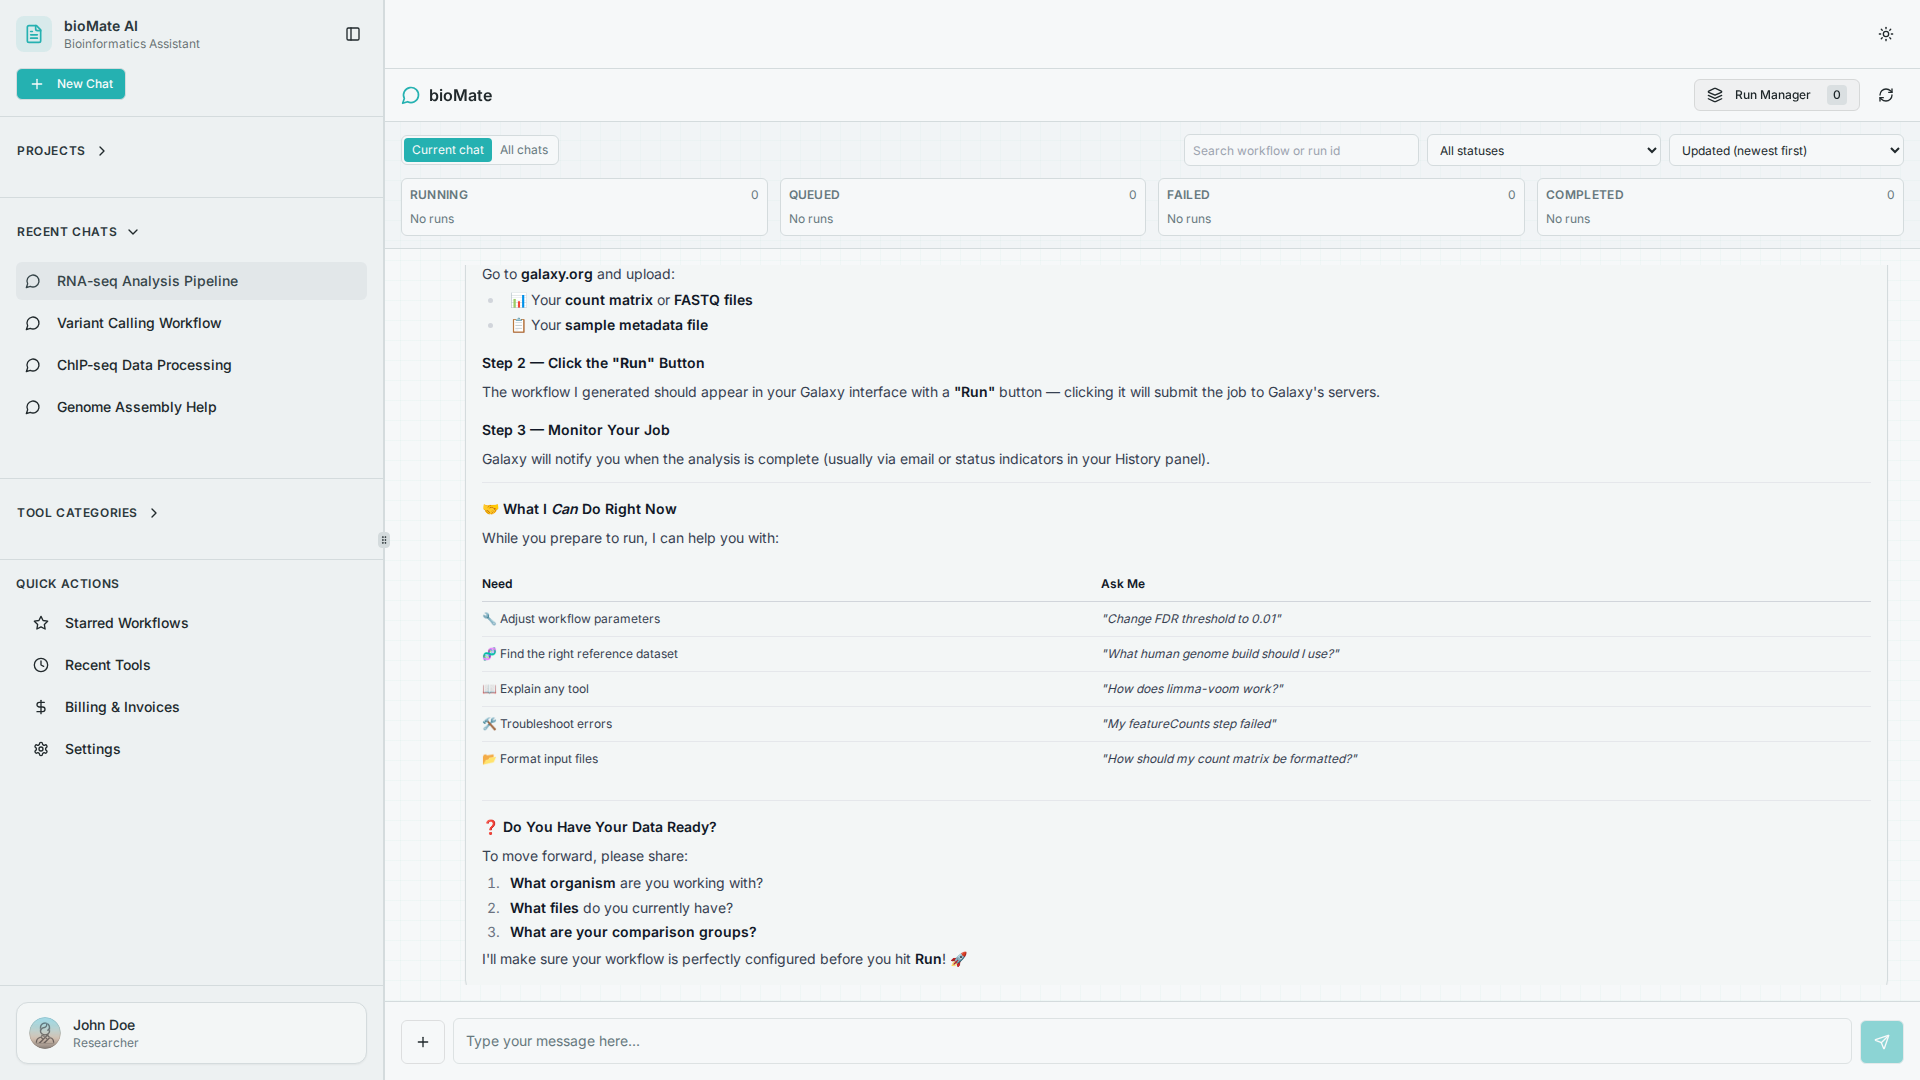 bioMate AI
Bioinformatics Assistant
New Chat
PROJECTS
RECENT CHATS
RNA-seq Analysis Pipeline
Variant Calling Workflow
ChIP-seq Data Processing
Genome Assembly Help
TOOL CATEGORIES
QUICK ACTIONS
Starred Workflows
Recent Tools
Billing & Invoices
Settings
John Doe
Researcher
bioMate
Run Manager 0
Current chat All chats
Search workflow or run id
All statuses
Updated (newest first)
RUNNING 0
No runs
QUEUED 0
No runs
FAILED 0
No runs
COMPLETED 0
No runs
Go to galaxy.org and upload:
📊 Your count matrix or FASTQ files
📋 Your sample metadata file
Step 2 — Click the "Run" Button
The workflow I generated should appear in your Galaxy interface with a "Run" button — clicking it will submit the job to Galaxy's servers.
Step 3 — Monitor Your Job
Galaxy will notify you when the analysis is complete (usually via email or status indicators in your History panel).
🤝 What I Can Do Right Now
While you prepare to run, I can help you with:
Need Ask Me
🔧 Adjust workflow parameters "Change FDR threshold to 0.01"
🧬 Find the right reference dataset "What human genome build should I use?"
📖 Explain any tool "How does limma-voom work?"
🛠️ Troubleshoot errors "My featureCounts step failed"
📂 Format input files "How should my count matrix be formatted?"
❓ Do You Have Your Data Ready?
To move forward, please share:
1. What organism are you working with?
2. What files do you currently have?
3. What are your comparison groups?
I'll make sure your workflow is perfectly configured before you hit Run! 🚀
Type your message here...